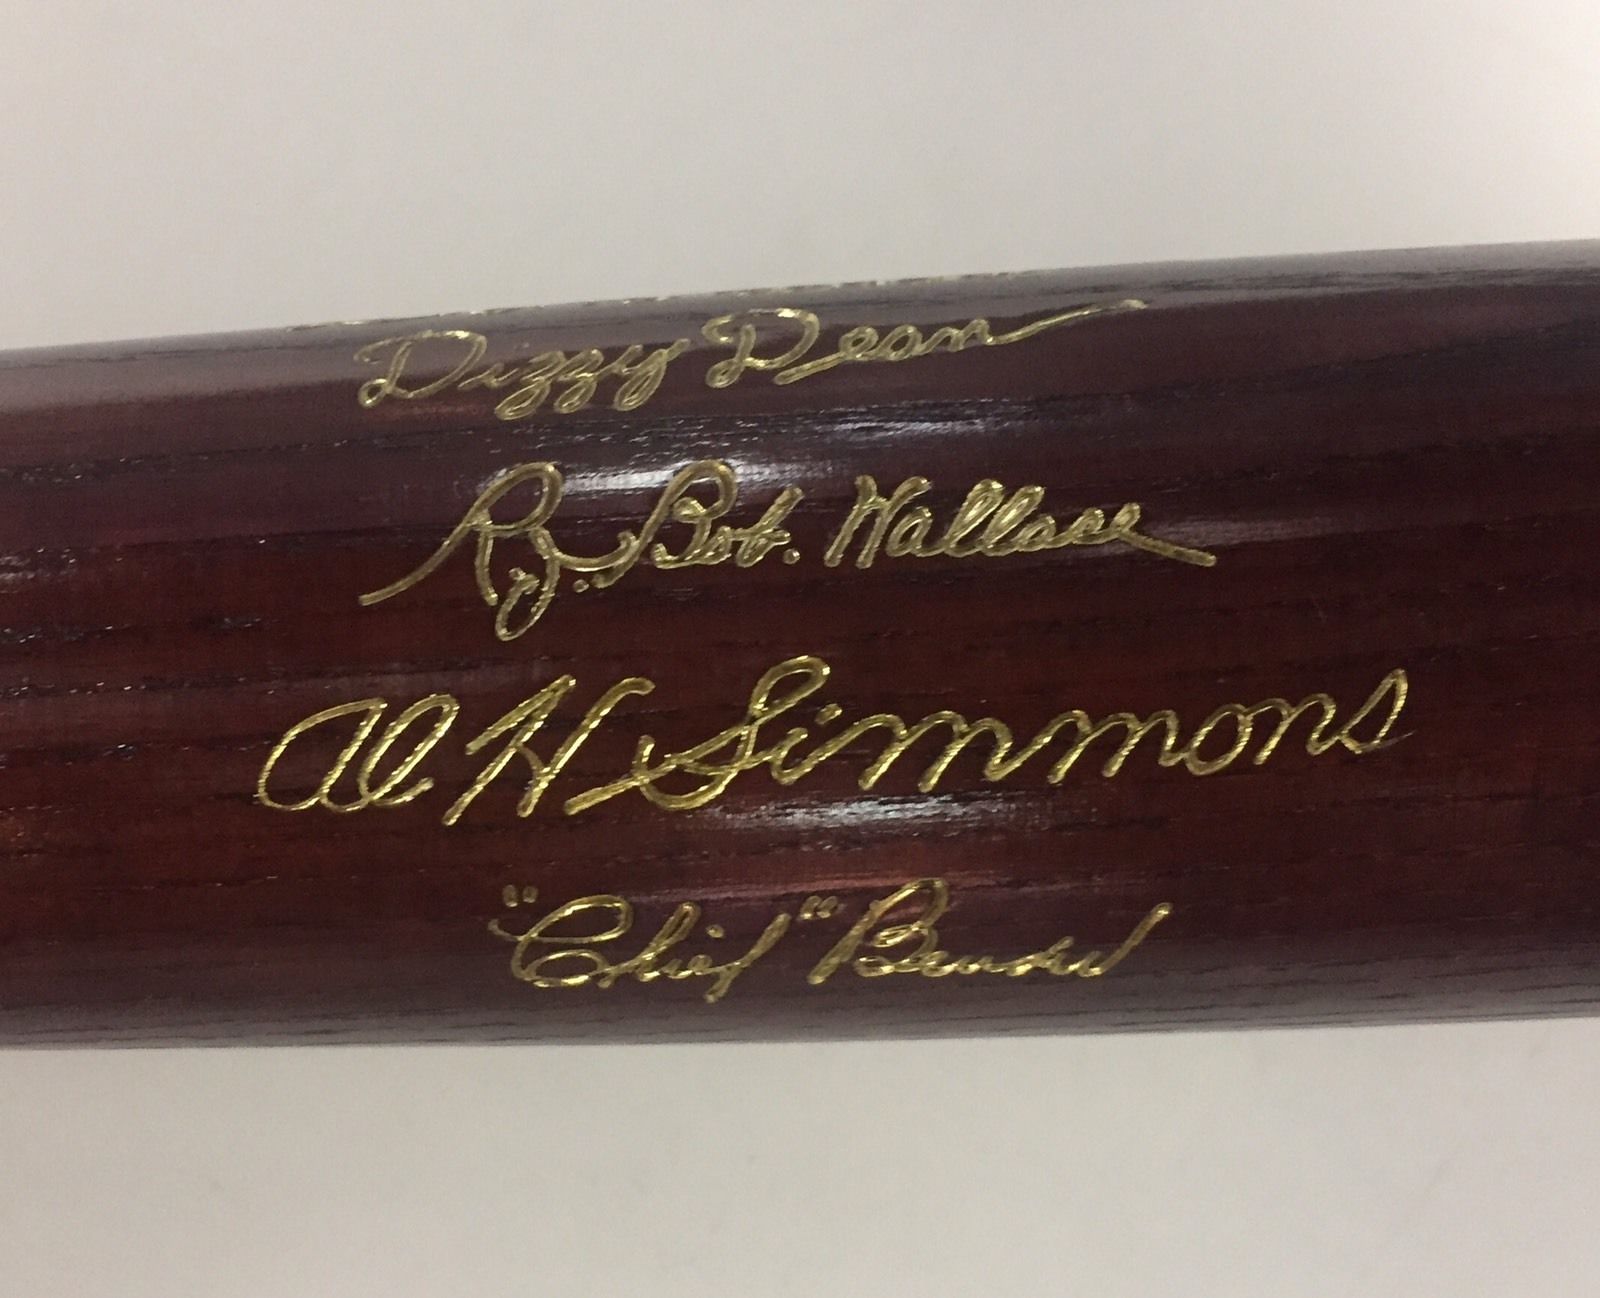 Dizzy Dean
R.J. Bob. Wallace
Al H Simmons
"Chief" Bender